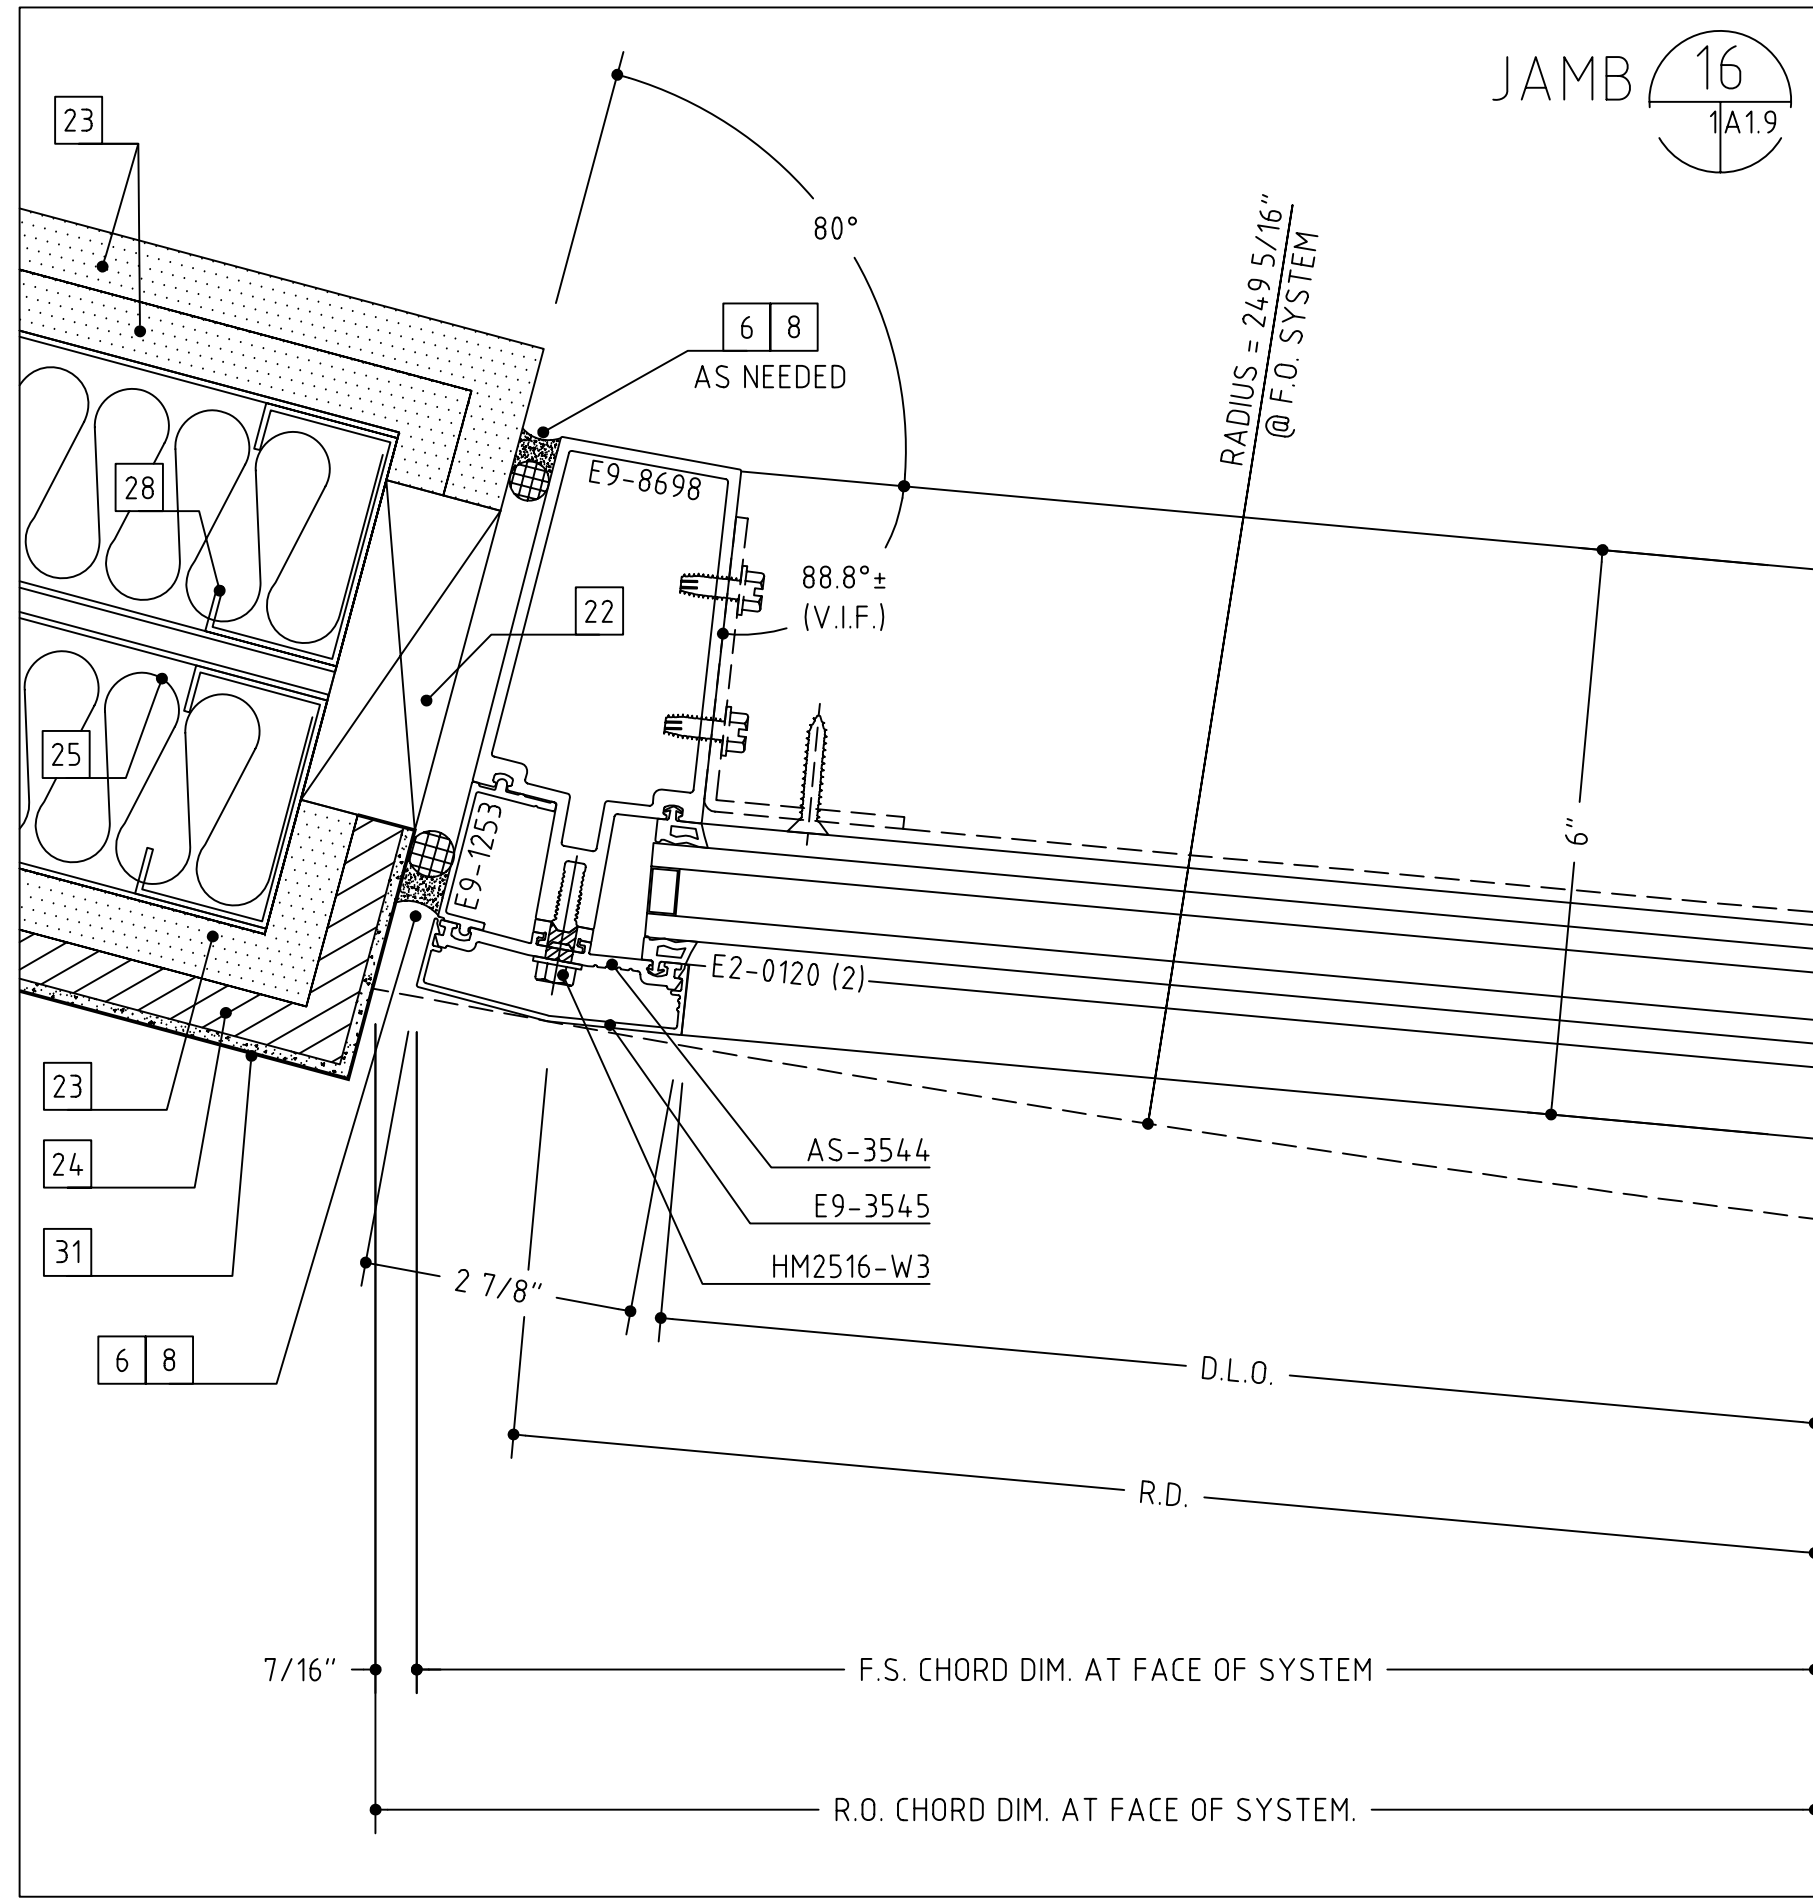 JAMB
16
1A1.9
23
80°
RADIUS = 249 5/16"
@ F.O. SYSTEM
6 8
AS NEEDED
E9-8698
28
88.8°±
(V.I.F.)
22
25
E9-1253
6"
E2-0120 (2)
23
24
31
AS-3544
E9-3545
HM2516-W3
2 7/8"
6 8
D.L.O.
R.D.
7/16"
F.S. CHORD DIM. AT FACE OF SYSTEM
R.O. CHORD DIM. AT FACE OF SYSTEM.